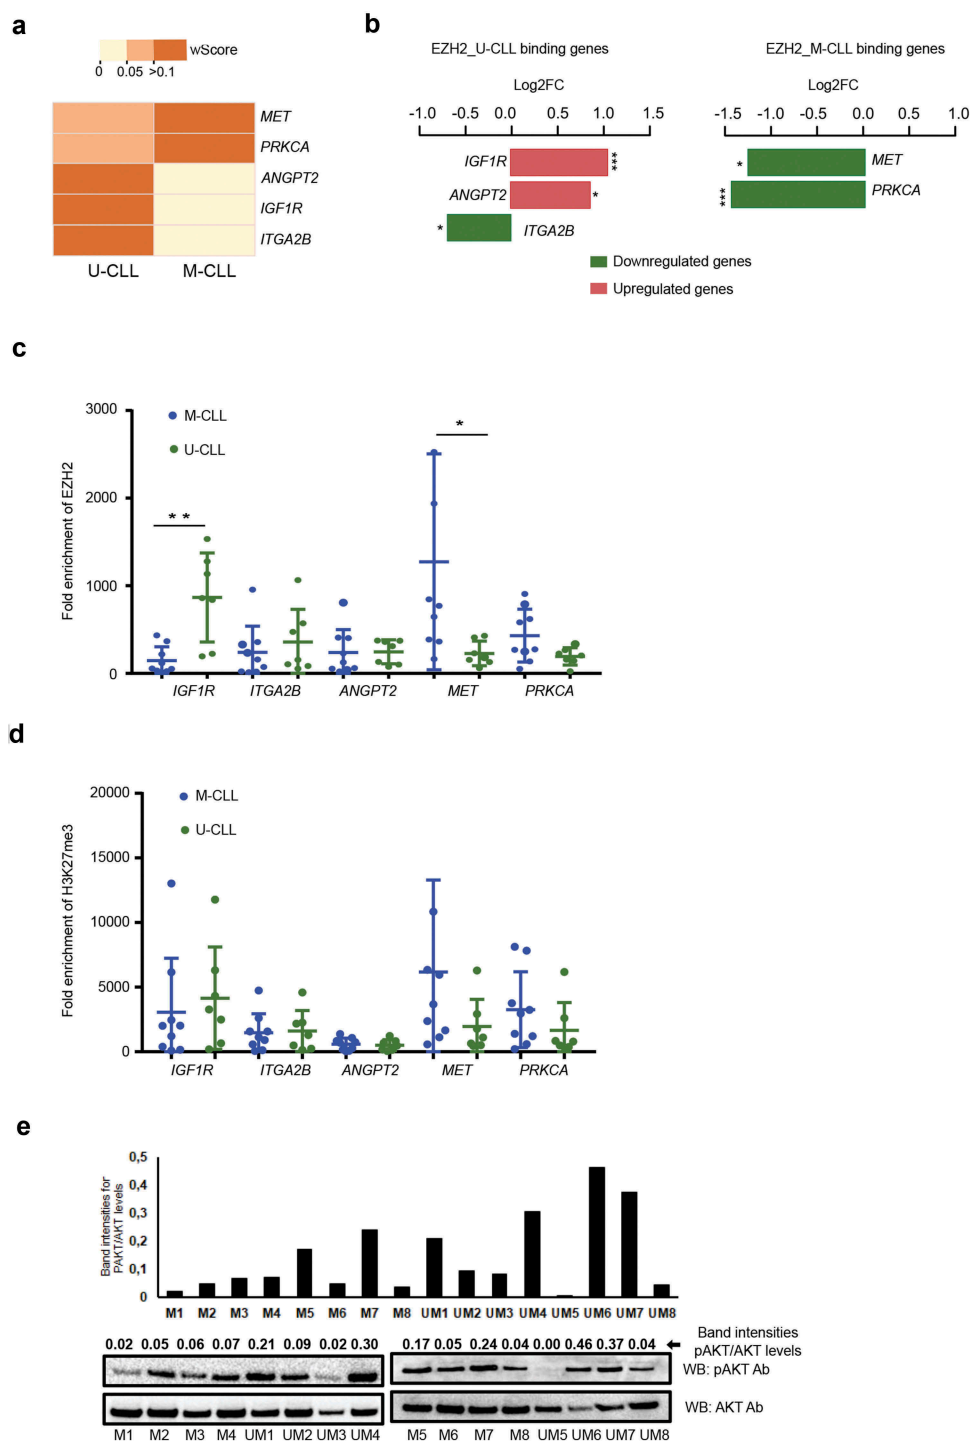 a
wScore
0 0.05 >0.1
MET
PRKCA
ANGPT2
IGF1R
ITGA2B
U-CLL M-CLL
b
EZH2_U-CLL binding genes
Log2FC
-1.0 -0.5 0.0 0.5 1.0 1.5
IGF1R ***
ANGPT2 *
* ITGA2B
EZH2_M-CLL binding genes
Log2FC
-1.5 -1.0 -0.5 0.0 0.5 1.0
* MET
*** PRKCA
Downregulated genes
Upregulated genes
c
Fold enrichment of EZH2
3000
2000
1000
0
M-CLL
U-CLL
* *
*
IGF1R ITGA2B ANGPT2 MET PRKCA
d
Fold enrichment of H3K27me3
20000
15000
10000
5000
0
M-CLL
U-CLL
IGF1R ITGA2B ANGPT2 MET PRKCA
e
Band intensities for
PAKT/AKT levels
0,5
0,4
0,3
0,2
0,1
0
M1 M2 M3 M4 M5 M6 M7 M8 UM1 UM2 UM3 UM4 UM5 UM6 UM7 UM8
0.02 0.05 0.06 0.07 0.21 0.09 0.02 0.30 0.17 0.05 0.24 0.04 0.00 0.46 0.37 0.04
Band intensities
pAKT/AKT levels
WB: pAKT Ab
WB: AKT Ab
M1 M2 M3 M4 UM1 UM2 UM3 UM4 M5 M6 M7 M8 UM5 UM6 UM7 UM8